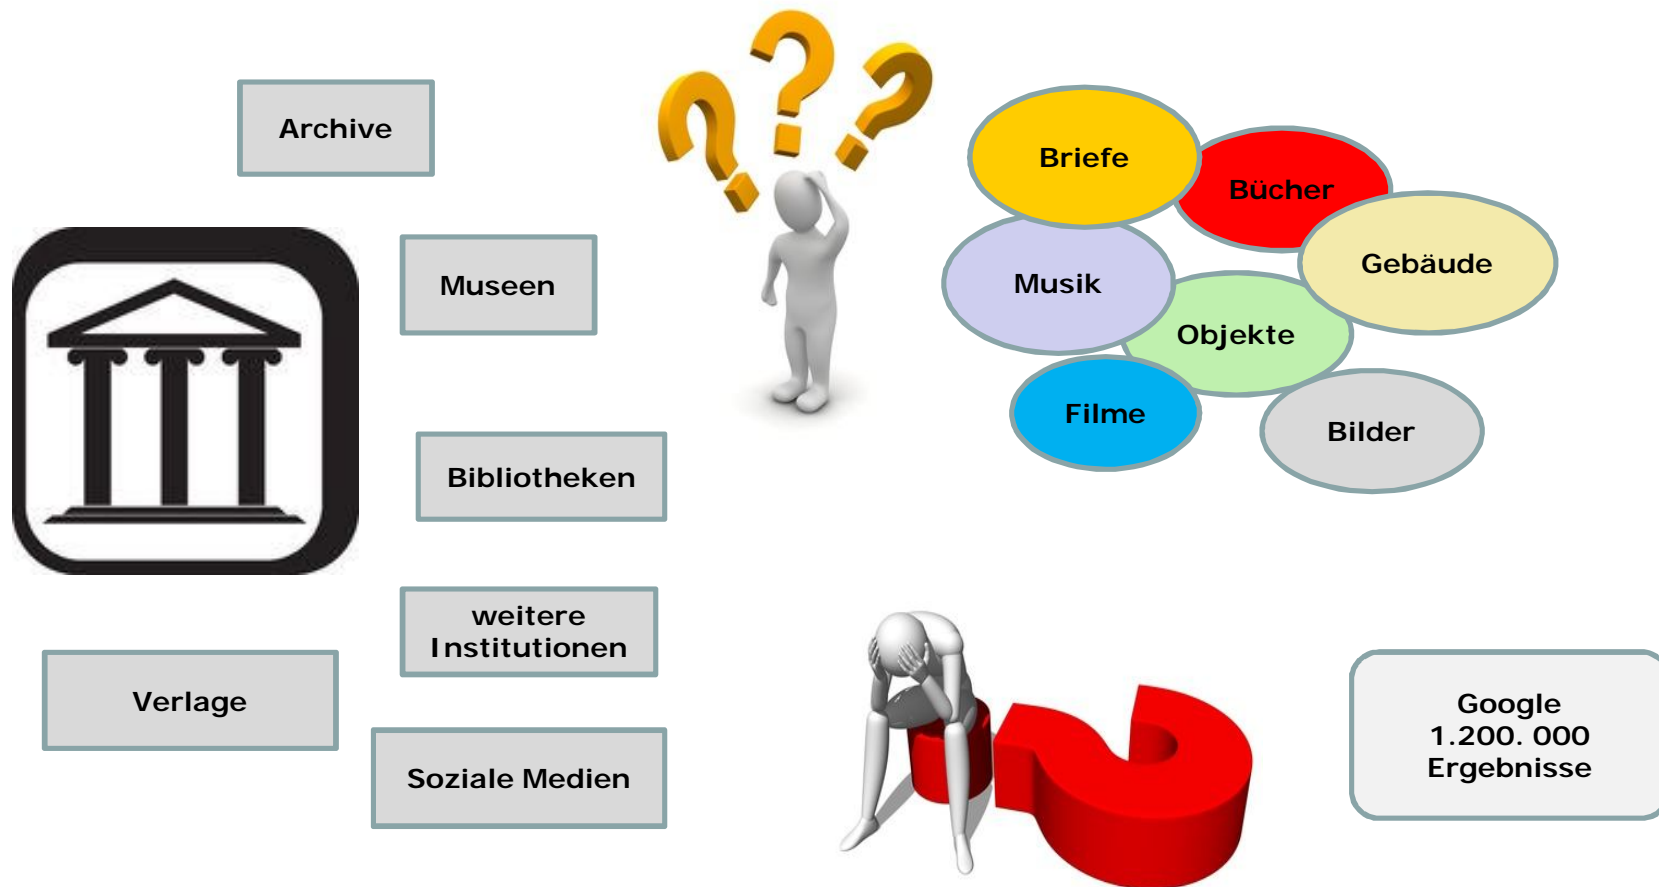 Archive
Museen
Bibliotheken
weitere
Institutionen
Verlage
Soziale Medien
Briefe
Bücher
Gebäude
Musik
Objekte
Filme
Bilder
Google
1.200. 000
Ergebnisse